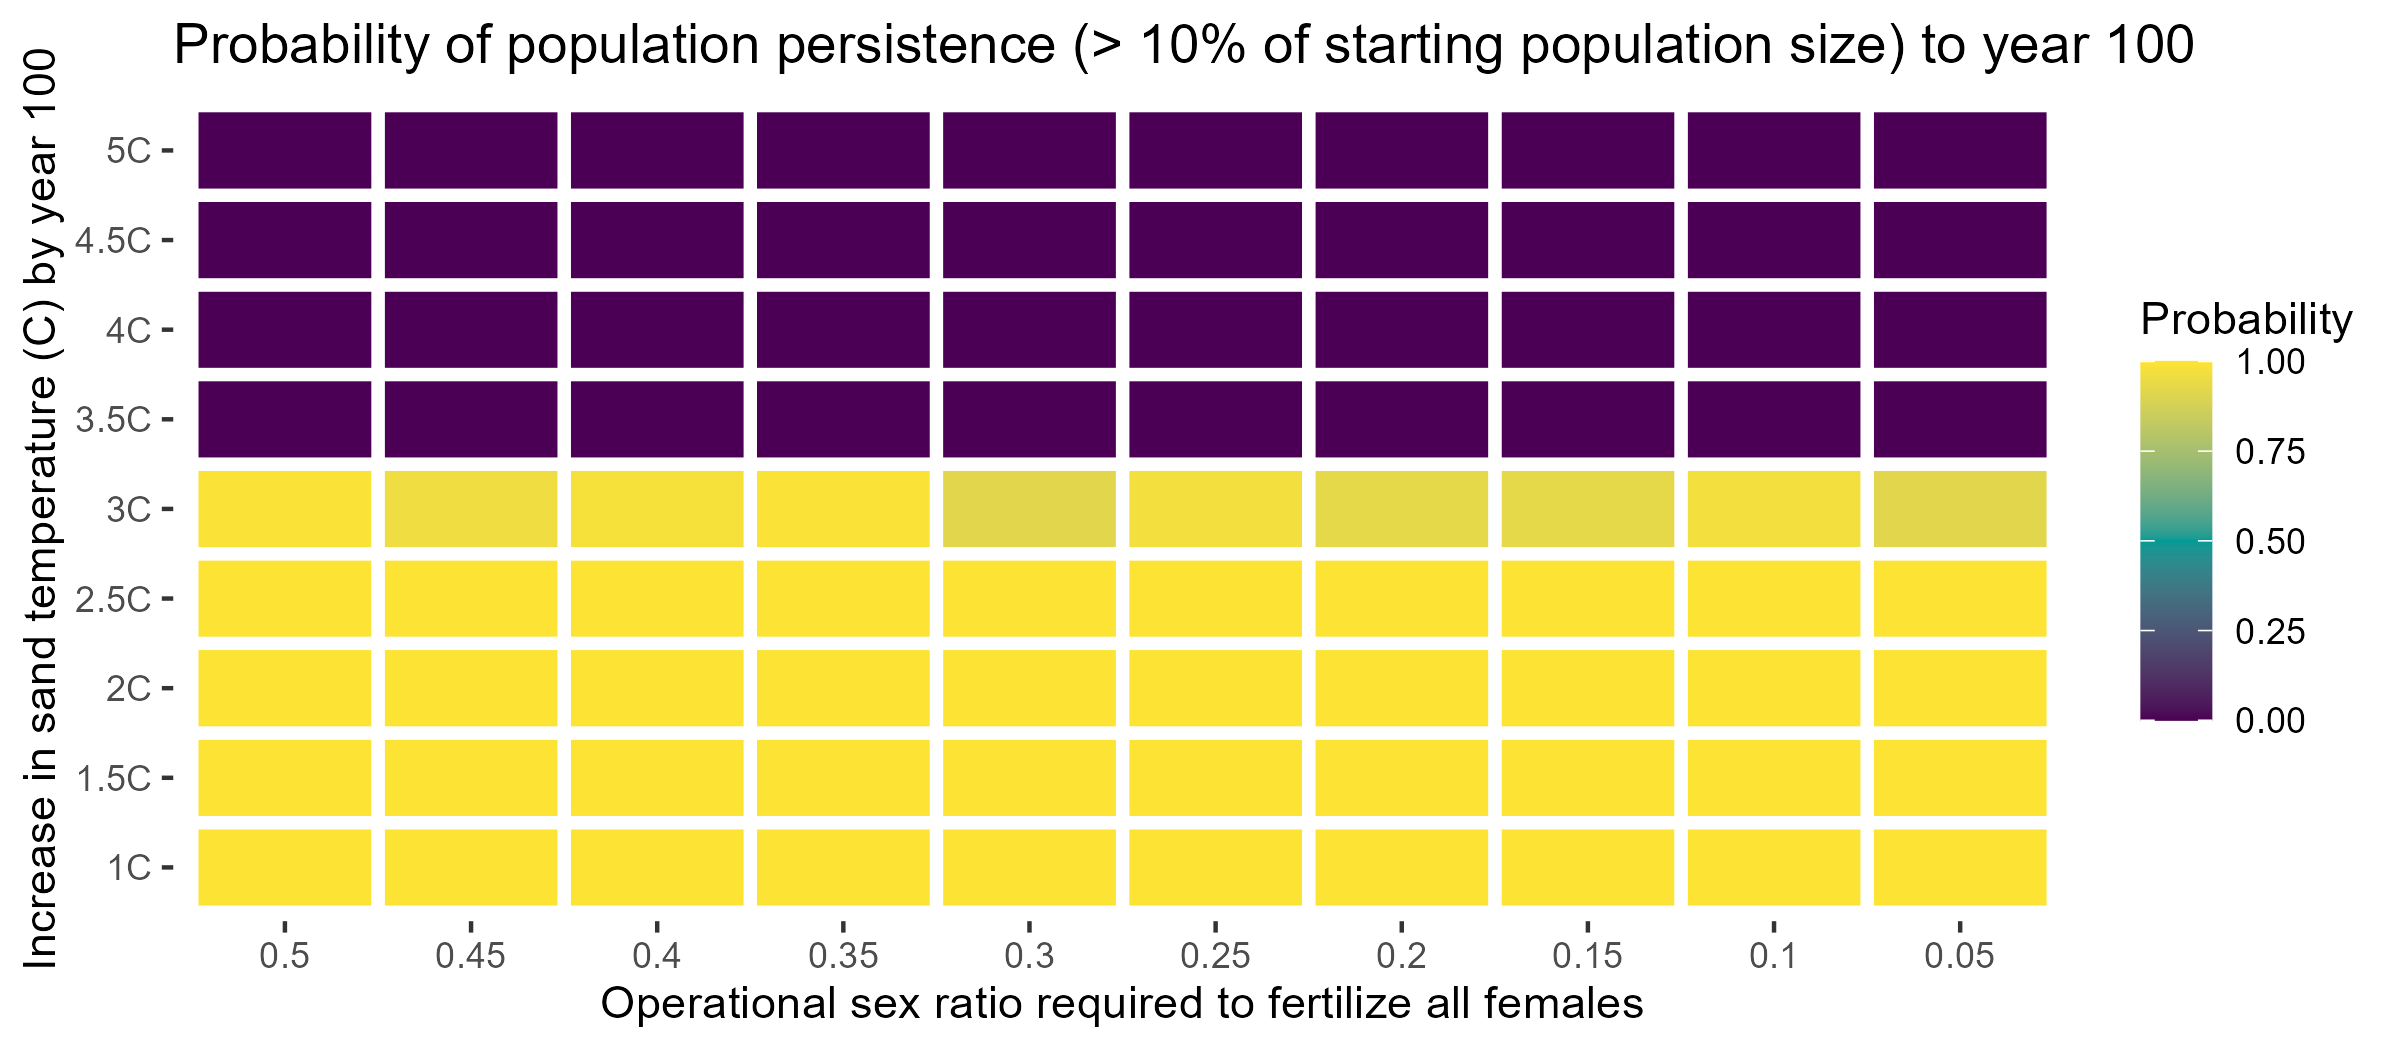 Probability of population persistence (> 10% of starting population size) to year 100
Increase in sand temperature (C) by year 100
5C
4.5C
4C
3.5C
3C
2.5C
2C
1.5C
1C
0.5 0.45 0.4 0.35 0.3 0.25 0.2 0.15 0.1 0.05
Operational sex ratio required to fertilize all females
Probability
1.00
0.75
0.50
0.25
0.00